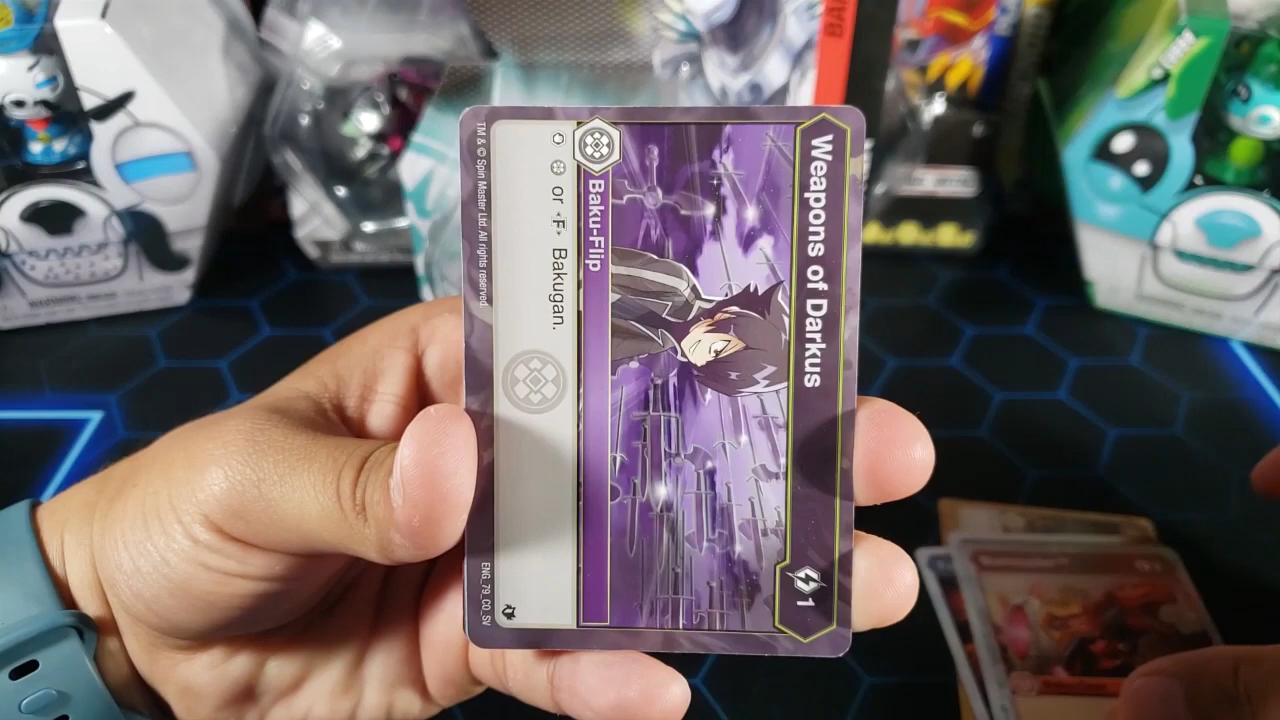 Weapons of Darkus
1
Baku-Flip
or F Bakugan.
TM & © Spin Master Ltd. All rights reserved.
ENG_79_CO_SV